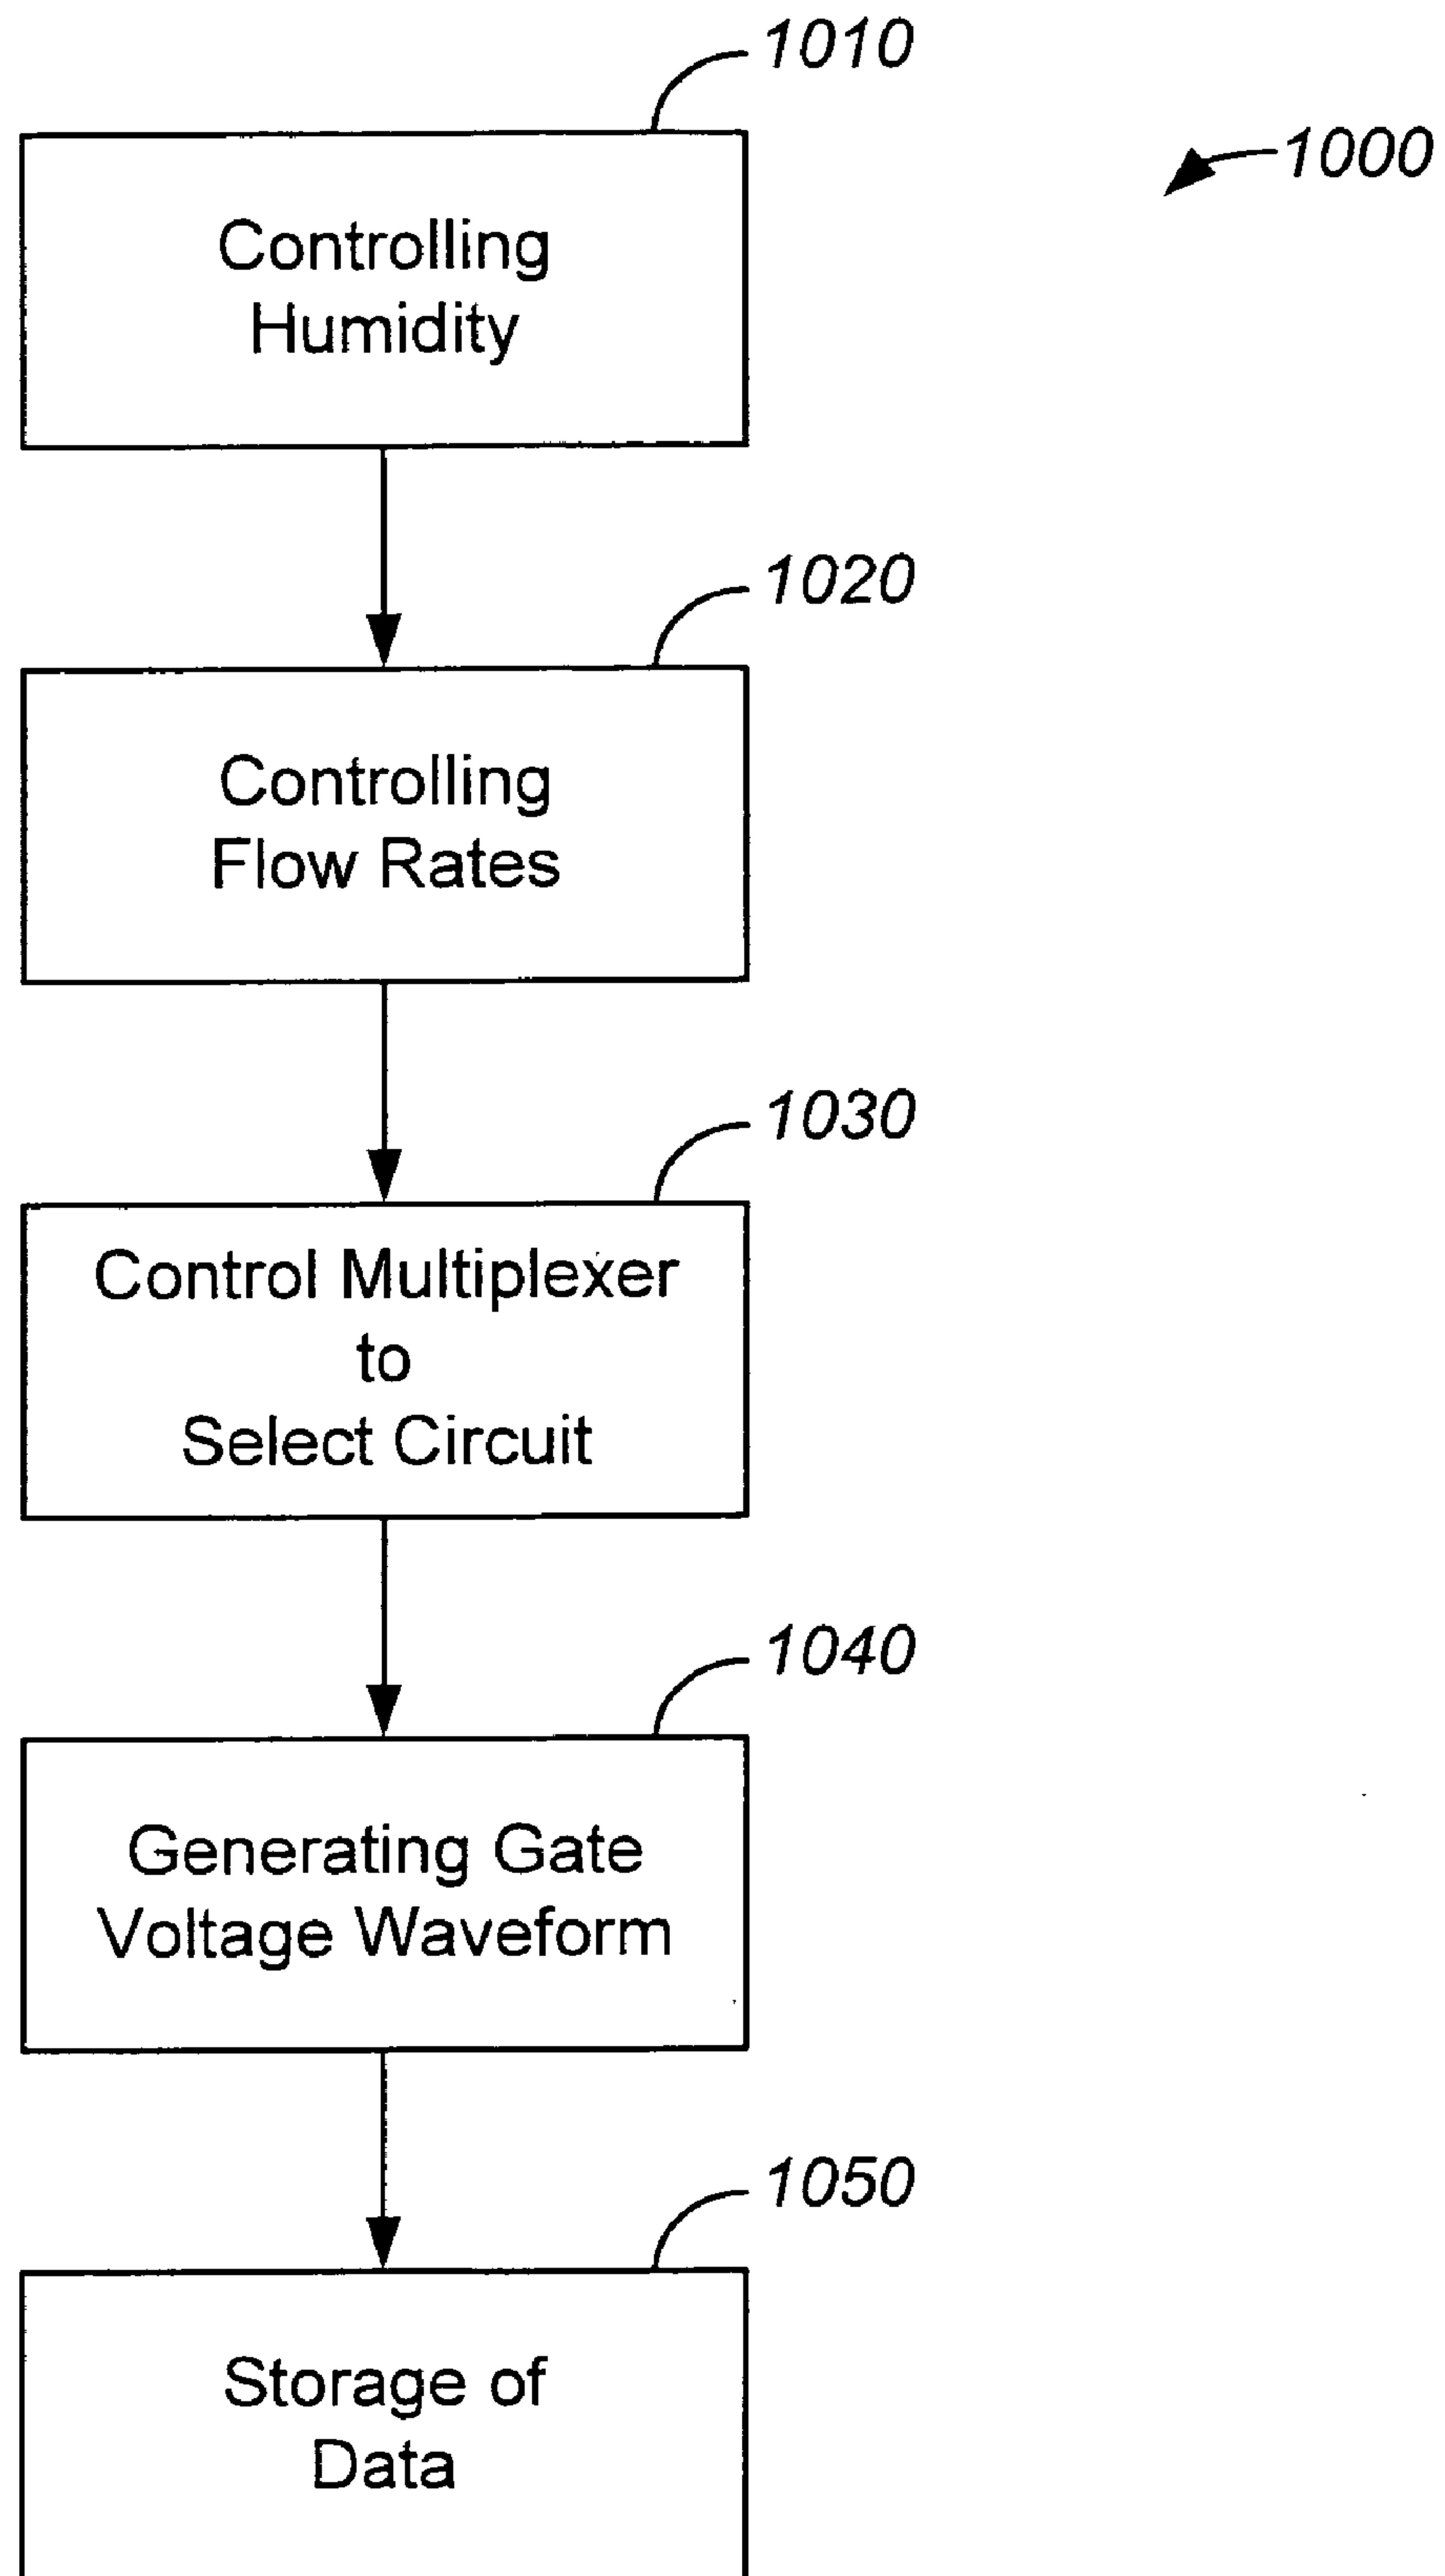 1010
1000
Controlling
Humidity
1020
Controlling
Flow Rates
1030
Control Multiplexer
to
Select Circuit
1040
Generating Gate
Voltage Waveform
1050
Storage of
Data